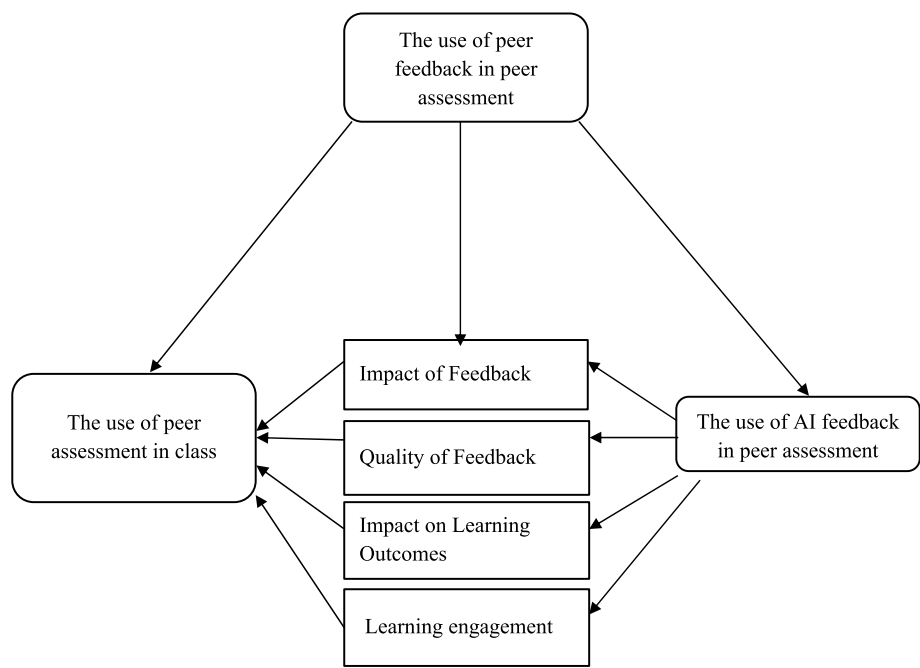 The use of peer
feedback in peer
assessment
Impact of Feedback
The use of peer
assessment in class
The use of AI feedback
in peer assessment
Quality of Feedback
Impact on Learning
Outcomes
Learning engagement